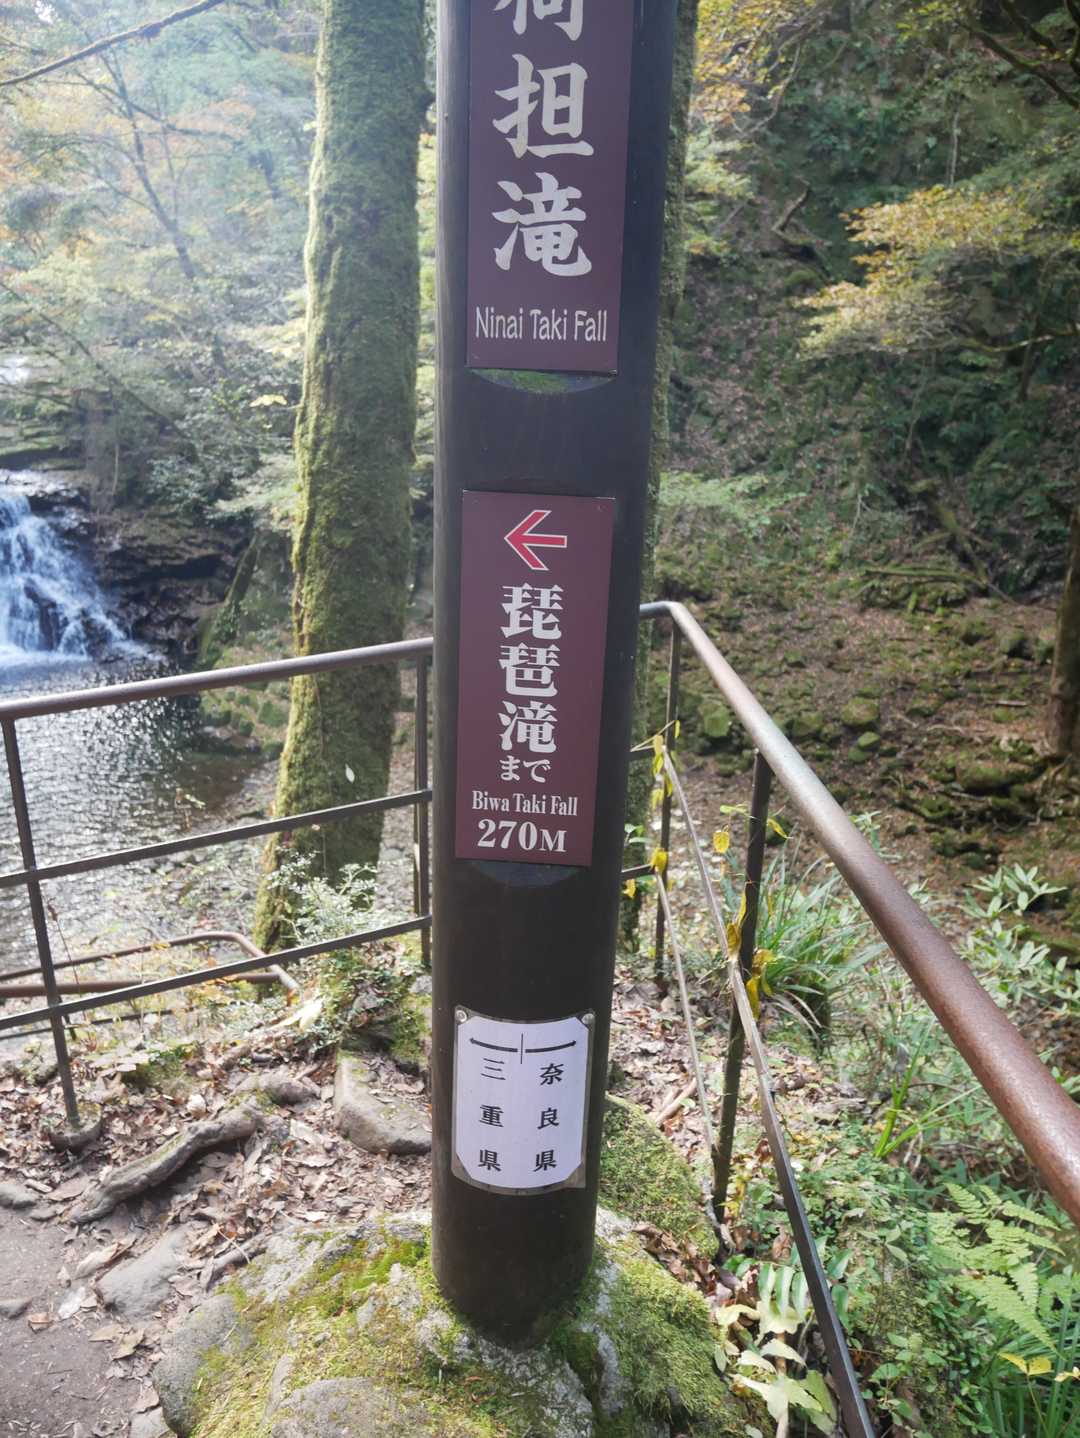 荷担滝
Ninai Taki Fall
琵琶滝まで
Biwa Taki Fall
270M
奈良県
三重県